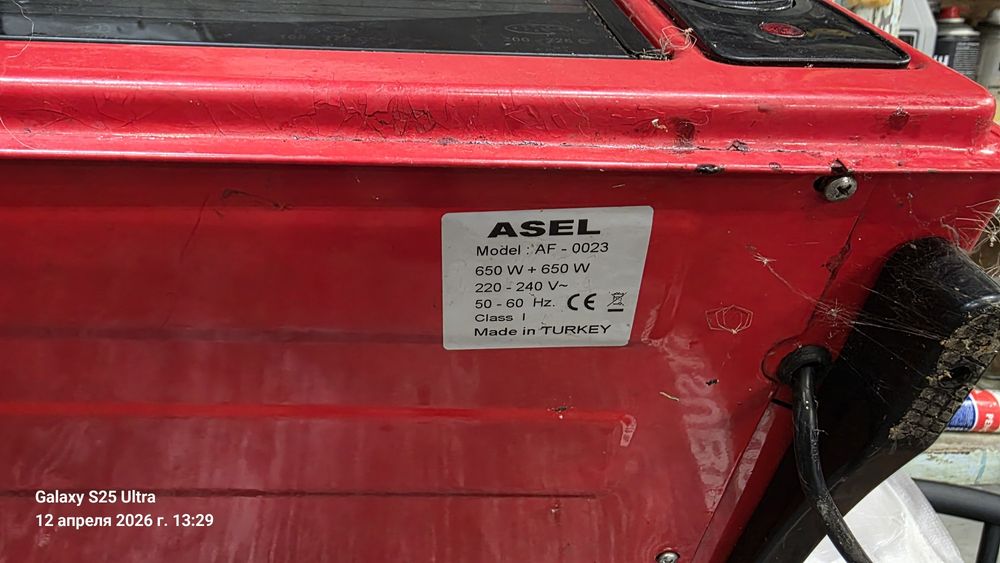 ASEL
Model : AF - 0023
650 W + 650 W
220 - 240 V~
50 - 60 Hz. CE
Class I
Made in TURKEY
Galaxy S25 Ultra
12 апреля 2026 г. 13:29